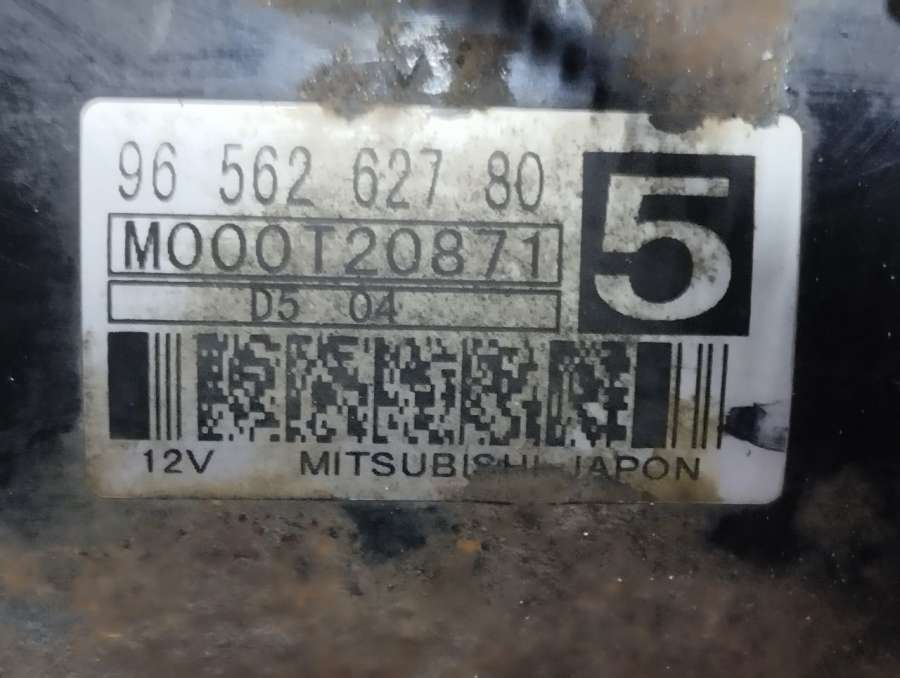 96 562 627 80
5
M000T20871
D5 04
12V MITSUBISHI JAPON